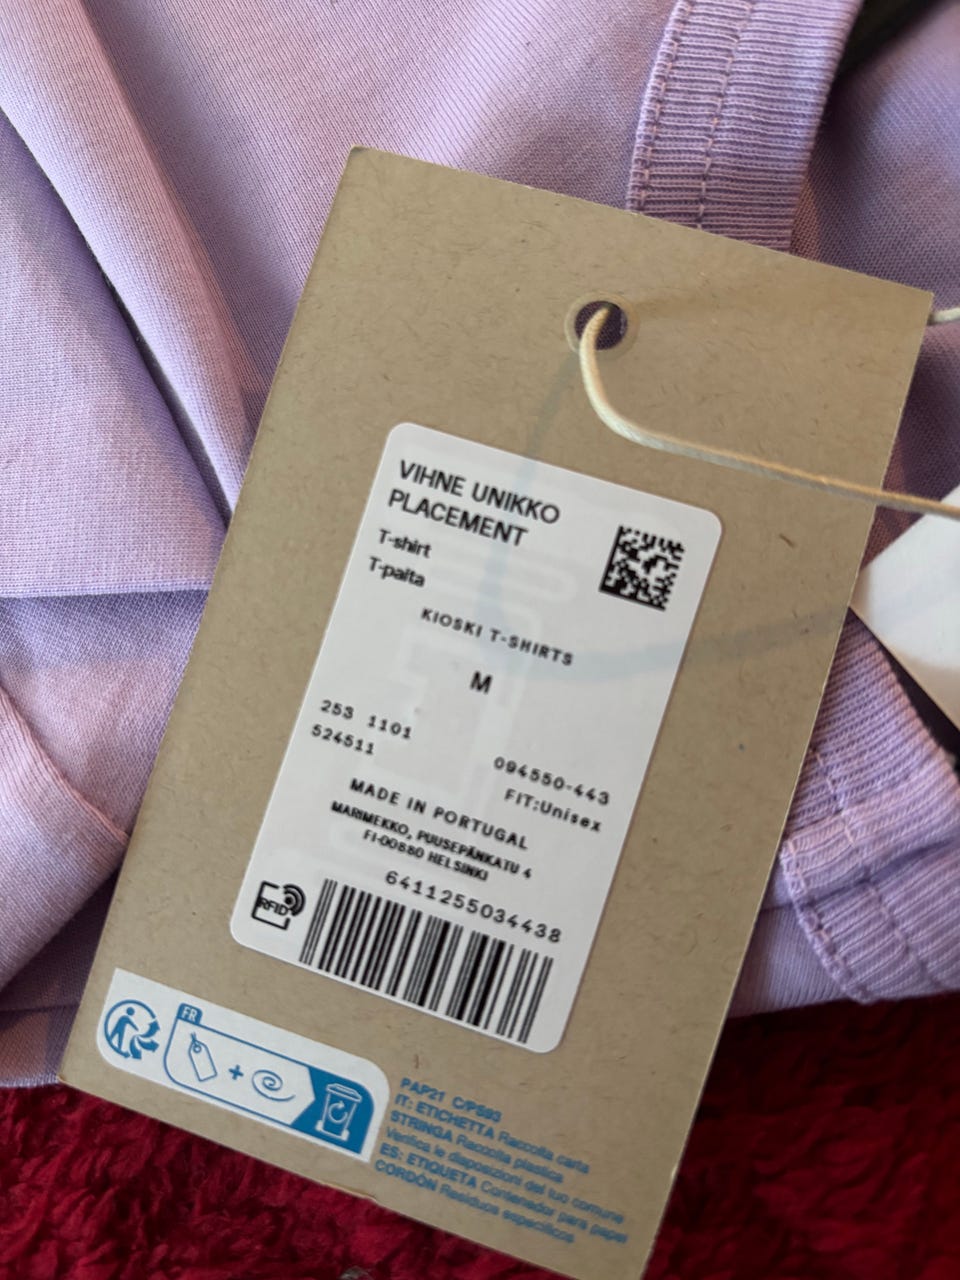 VIHNE UNIKKO
PLACEMENT
T-shirt
T-paita
KIOSKI T-SHIRTS
M
253 1101
524511
094550-443
FIT:Unisex
MADE IN PORTUGAL
MARIMEKKO, PUUSEPÄNKATU 4
FI-00880 HELSINKI
6411255034438
RFID
FR
PAP21 C/PS93
IT: ETICHETTA Raccolta carta
STRINGA Raccolta plastica
Verifica le disposizioni del tuo comune
ES: ETIQUETA Contenedor para papel
CORDÓN Residuos específicos